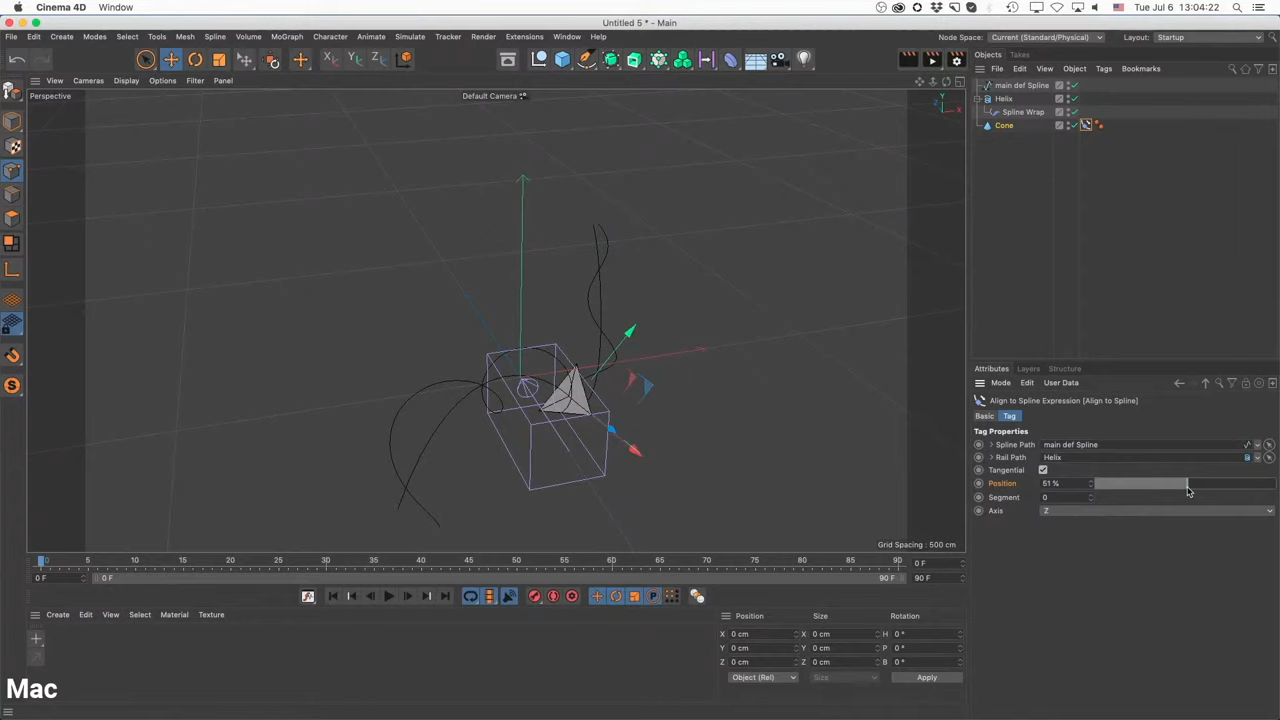 Cinema 4D Window Tue Jul 6 13:04:22
Untitled 5 * - Main
File Edit Create Modes Select Tools Mesh Spline Volume MoGraph Character Animate Simulate Tracker Render Extensions Window Help Node Space: Current (Standard/Physical) Layout: Startup
Objects Takes
File Edit View Object Tags Bookmarks
View Cameras Display Options Filter Panel
Perspective Default Camera
Y
Z X
main def Spline
Helix
Spline Wrap
Cone
Attributes Layers Structure
Mode Edit User Data
Align to Spline Expression [Align to Spline]
Basic Tag
Tag Properties
Spline Path main def Spline
Rail Path Helix
Tangential
Position 51 %
Segment 0
Axis Z
Grid Spacing : 500 cm
0 5 10 15 20 25 30 35 40 45 50 55 60 65 70 75 80 85 90 0 F
0 F 0 F 90 F 90 F
Create Edit View Select Material Texture
Position Size Rotation
X 0 cm X 0 cm H 0 °
Y 0 cm Y 0 cm P 0 °
Z 0 cm Z 0 cm B 0 °
Object (Rel) Size Apply
Mac